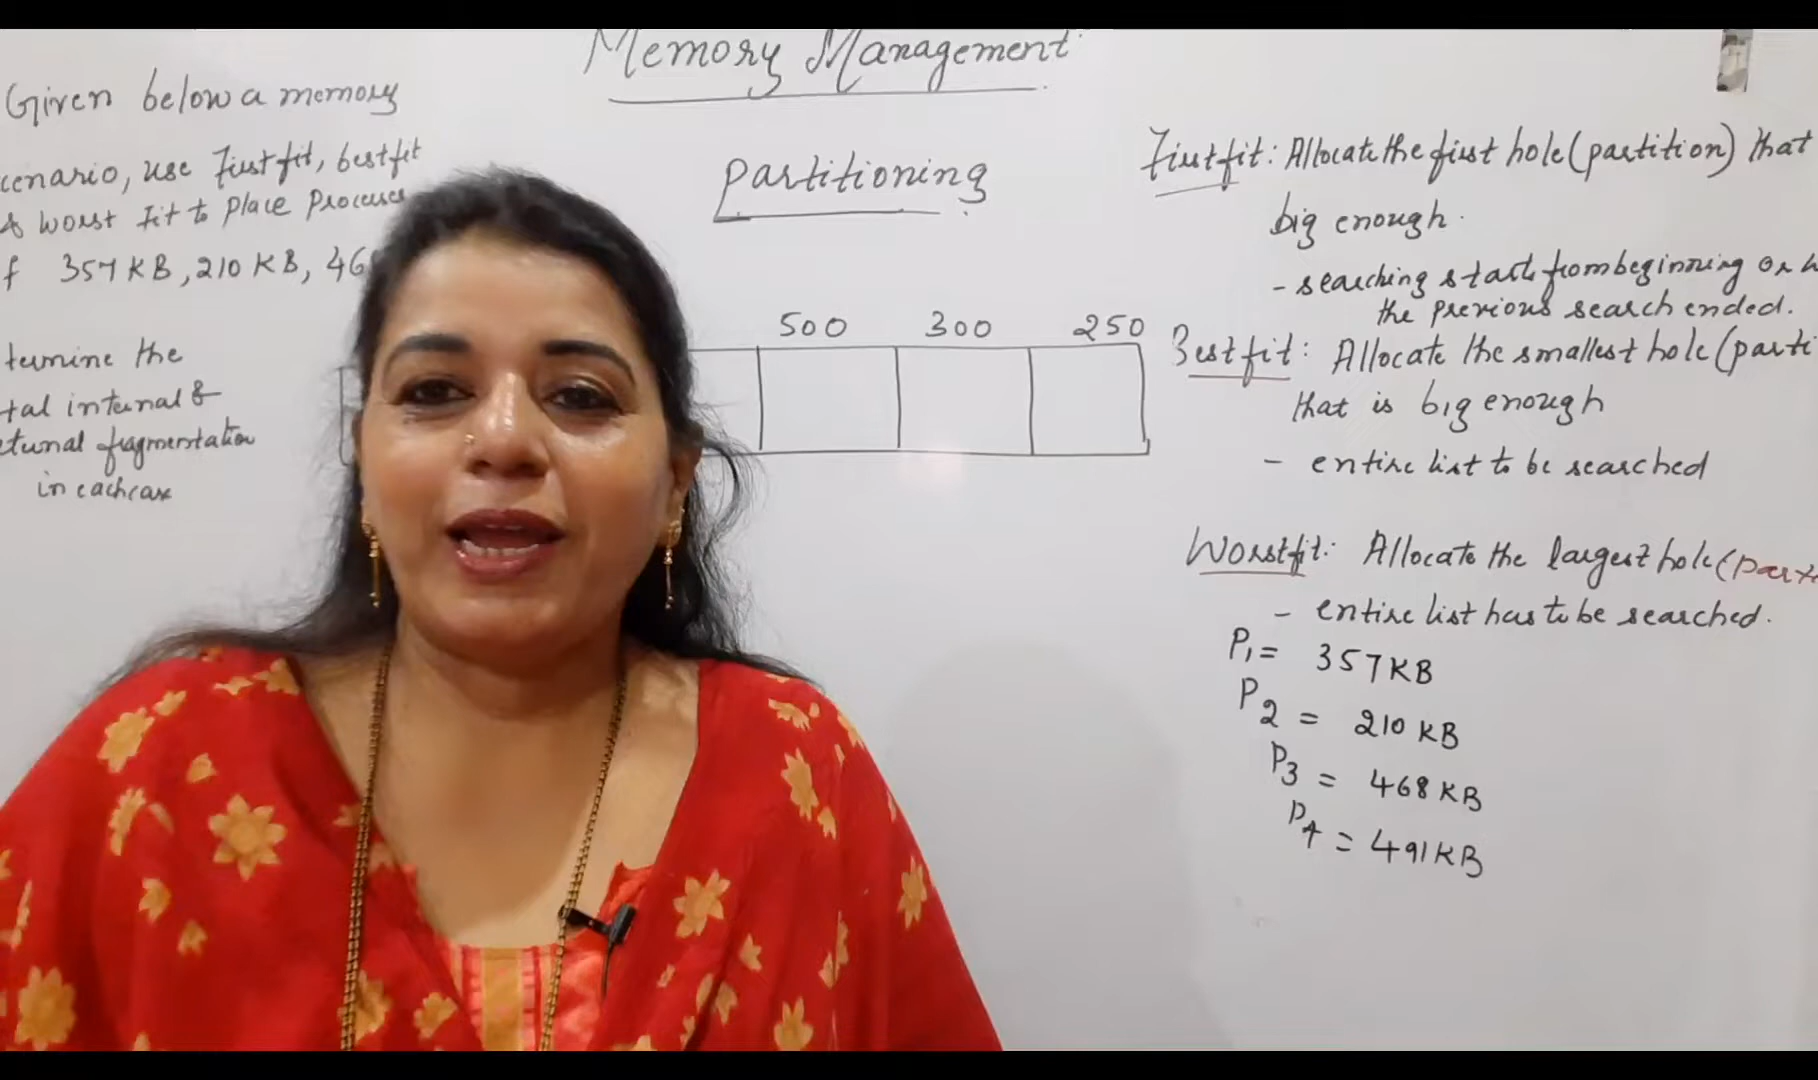 Memory Management
Partitioning
Given below a memory
cenario, use First fit, best fit
& Worst Fit to place Processes
f 357 KB, 210 KB, 46
termine the
tal internal &
ternal fragmentation
in each case
500 300 250
First fit: Allocate the first hole (partition) that
big enough.
- searching starts from beginning or
the previous search ended.
Best fit: Allocate the smallest hole (parti
that is big enough
- entire list to be searched
Worst fit: Allocate the largest hole (parti
- entire list has to be searched.
P1 = 357 KB
P2 = 210 KB
P3 = 468 KB
P4 = 491 KB